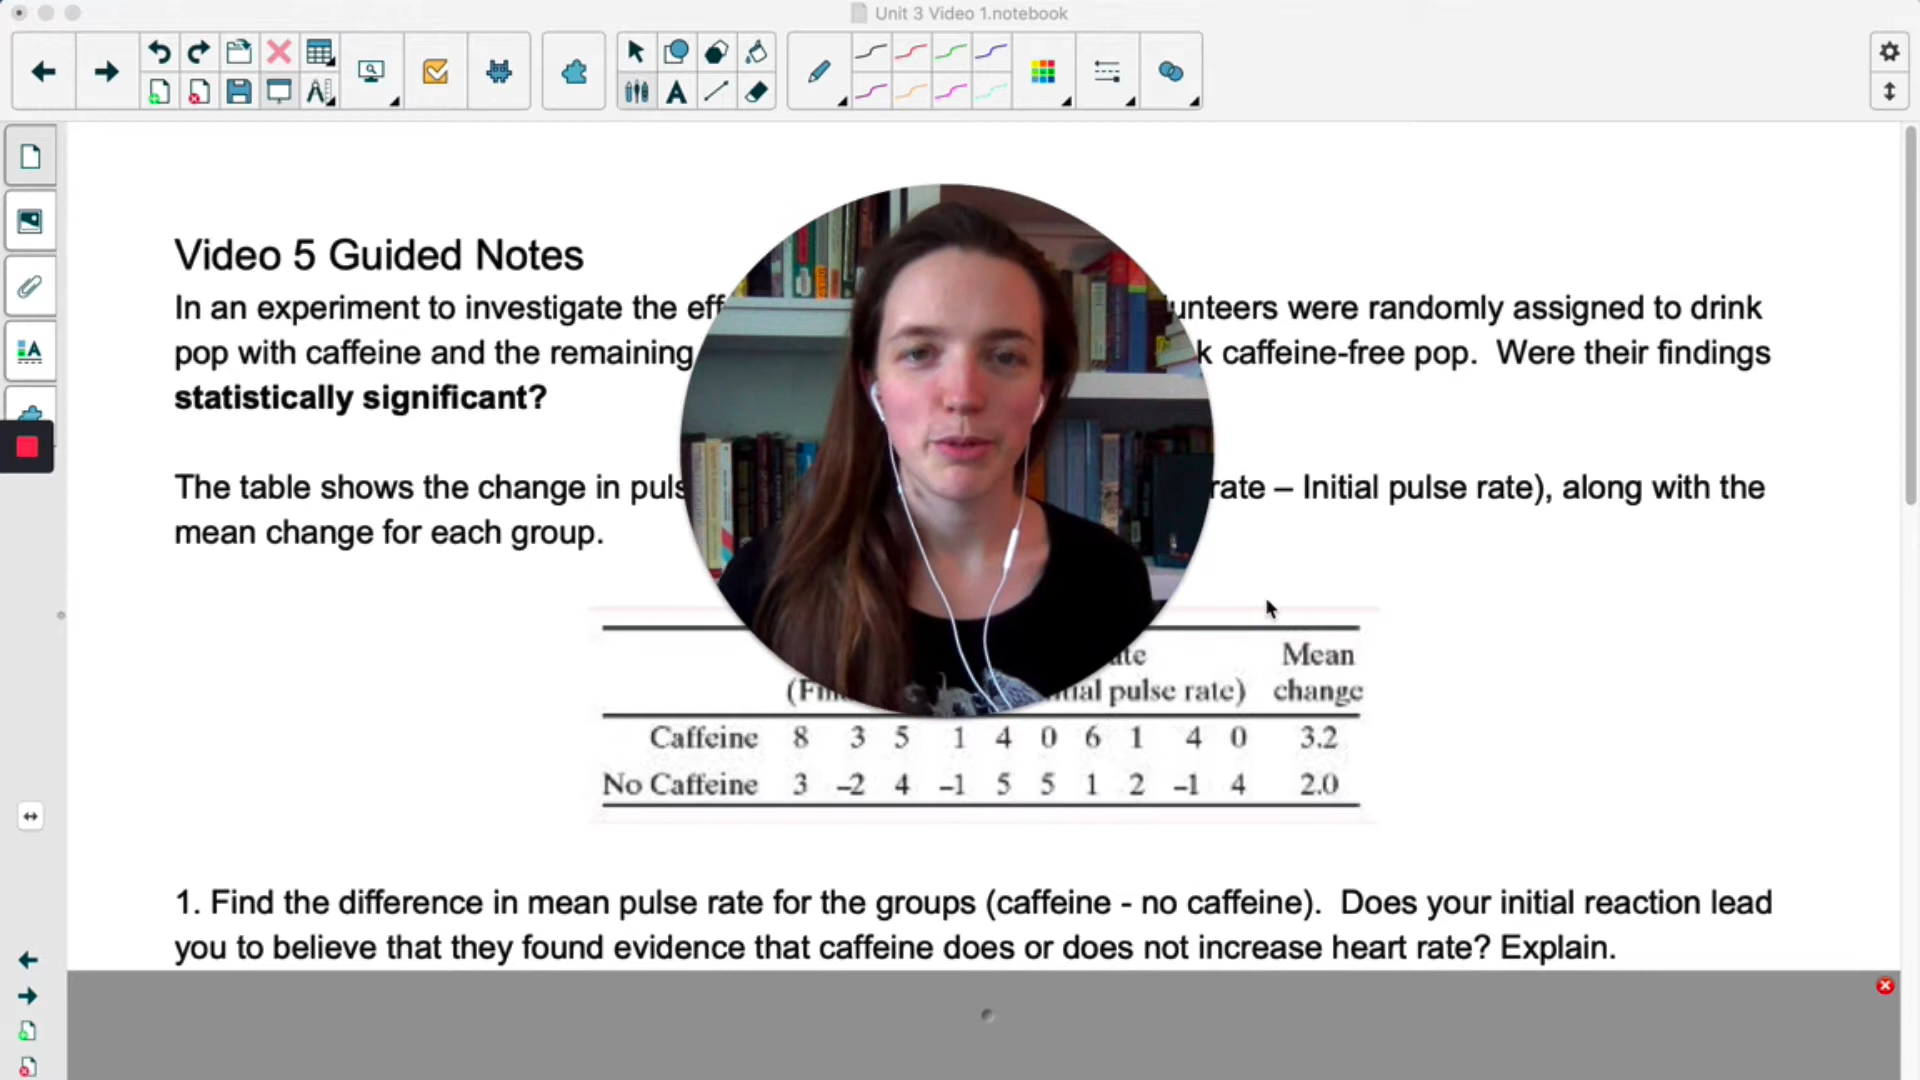 Unit 3 Video 1.notebook
Video 5 Guided Notes
In an experiment to investigate the were randomly assigned to drink
pop with caffeine and the remaining caffeine-free pop. Were their findings
statistically significant?
The table shows the change in rate – Initial pulse rate), along with the
mean change for each group.
Mean
pulse rate) change
Caffeine 8 3 5 1 4 0 6 1 4 0 3.2
No Caffeine 3 –2 4 –1 5 5 1 2 –1 4 2.0
1. Find the difference in mean pulse rate for the groups (caffeine - no caffeine). Does your initial reaction lead
you to believe that they found evidence that caffeine does or does not increase heart rate? Explain.